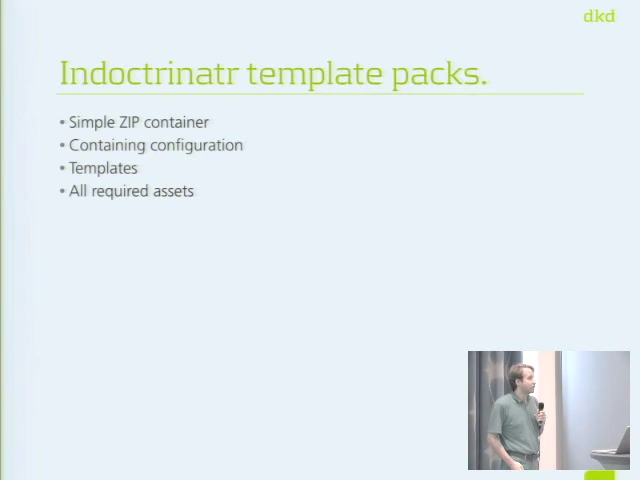 dkd
Indoctrinatr template packs.
• Simple ZIP container
• Containing configuration
• Templates
• All required assets